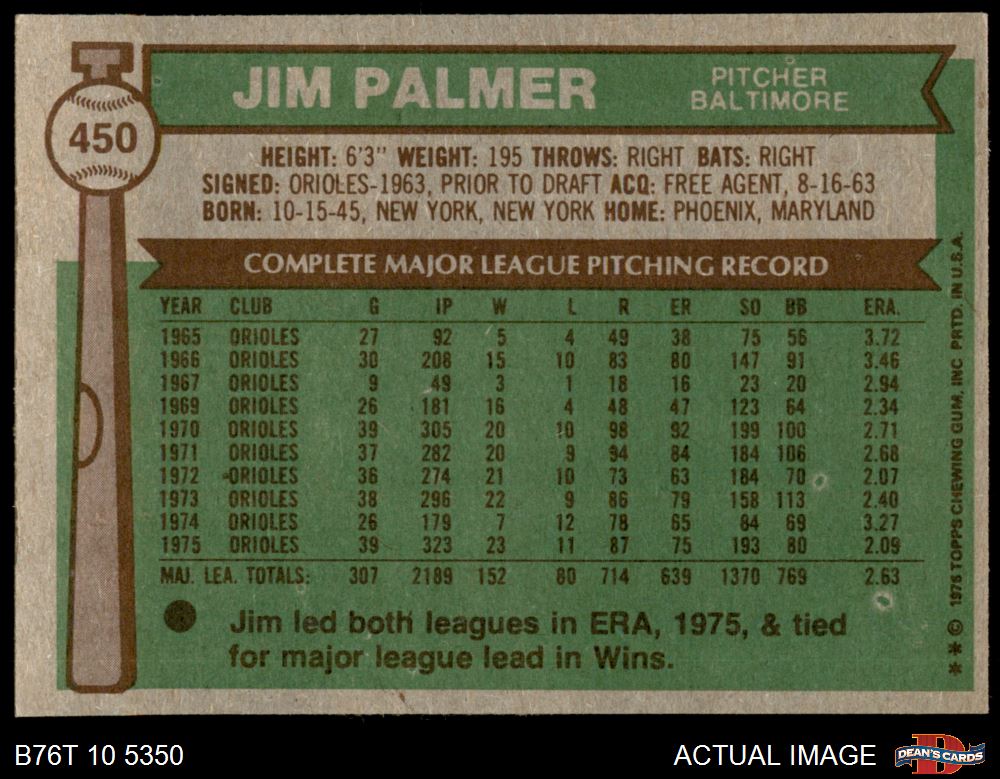 JIM PALMER
PITCHER
BALTIMORE
450
HEIGHT: 6'3" WEIGHT: 195 THROWS: RIGHT BATS: RIGHT
SIGNED: ORIOLES-1963, PRIOR TO DRAFT ACQ: FREE AGENT, 8-16-63
BORN: 10-15-45, NEW YORK, NEW YORK HOME: PHOENIX, MARYLAND
COMPLETE MAJOR LEAGUE PITCHING RECORD
YEAR CLUB G IP W L R ER SO BB ERA.
1965 ORIOLES 27 92 5 4 49 38 75 56 3.72
1966 ORIOLES 30 208 15 10 83 80 147 91 3.46
1967 ORIOLES 9 49 3 1 18 16 23 20 2.94
1969 ORIOLES 26 181 16 4 48 47 123 64 2.34
1970 ORIOLES 39 305 20 10 98 92 199 100 2.71
1971 ORIOLES 37 282 20 9 94 84 184 106 2.68
1972 ORIOLES 36 274 21 10 73 63 184 70 2.07
1973 ORIOLES 38 296 22 9 86 79 158 113 2.40
1974 ORIOLES 26 179 7 12 78 65 84 69 3.27
1975 ORIOLES 39 323 23 11 87 75 193 80 2.09
MAJ. LEA. TOTALS: 307 2189 152 80 714 639 1370 769 2.63
Jim led both leagues in ERA, 1975, & tied
for major league lead in Wins.
* * © 1976 TOPPS CHEWING GUM, INC PRTD. IN U.S.A.
B76T 10 5350
ACTUAL IMAGE
D
DEAN'S CARDS